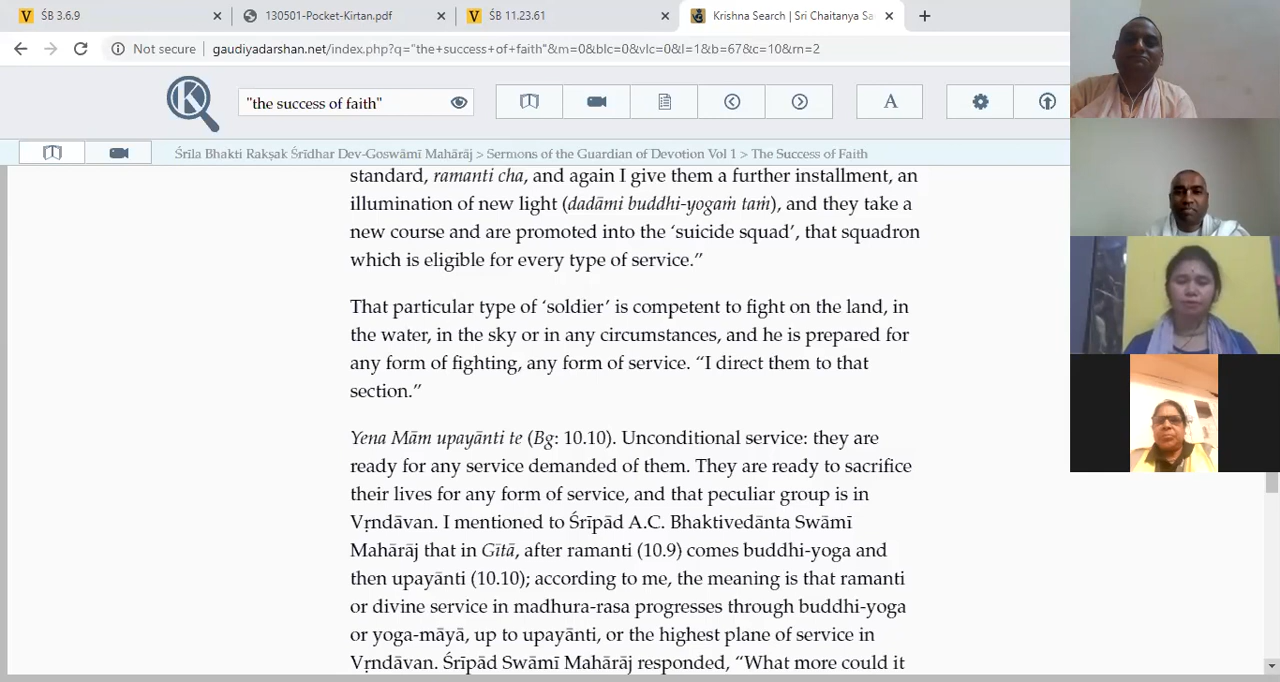 ŚB 3.6.9
130501-Pocket-Kirtan.pdf
ŚB 11.23.61
Krishna Search | Sri Chaitanya Sa
Not secure | gaudiyadarshan.net/index.php?q="the+success+of+faith"&m=0&blc=0&vlc=0&l=1&b=67&c=10&rn=2
K
"the success of faith"
A
Śrīla Bhakti Rakṣak Śrīdhar Dev-Goswāmī Mahārāj > Sermons of the Guardian of Devotion Vol 1 > The Success of Faith
standard, ramanti cha, and again I give them a further installment, an
illumination of new light (dadāmi buddhi-yogaṁ taṁ), and they take a
new course and are promoted into the ‘suicide squad’, that squadron
which is eligible for every type of service.”
That particular type of ‘soldier’ is competent to fight on the land, in
the water, in the sky or in any circumstances, and he is prepared for
any form of fighting, any form of service. “I direct them to that
section.”
Yena Mām upayānti te (Bg: 10.10). Unconditional service: they are
ready for any service demanded of them. They are ready to sacrifice
their lives for any form of service, and that peculiar group is in
Vṛndāvan. I mentioned to Śrīpād A.C. Bhaktivedānta Swāmī
Mahārāj that in Gītā, after ramanti (10.9) comes buddhi-yoga and
then upayānti (10.10); according to me, the meaning is that ramanti
or divine service in madhura-rasa progresses through buddhi-yoga
or yoga-māyā, up to upayānti, or the highest plane of service in
Vṛndāvan. Śrīpād Swāmī Mahārāj responded, “What more could it